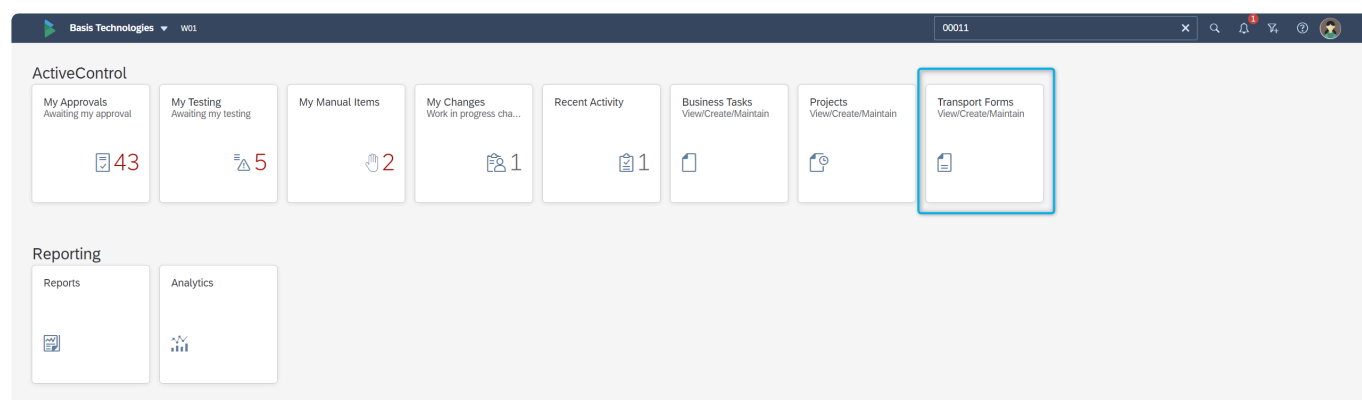 Basis Technologies W01 00011 1
ActiveControl
My Approvals
Awaiting my approval
43
My Testing
Awaiting my testing
5
My Manual Items
2
My Changes
Work in progress cha...
1
Recent Activity
1
Business Tasks
View/Create/Maintain
Projects
View/Create/Maintain
Transport Forms
View/Create/Maintain
Reporting
Reports
Analytics